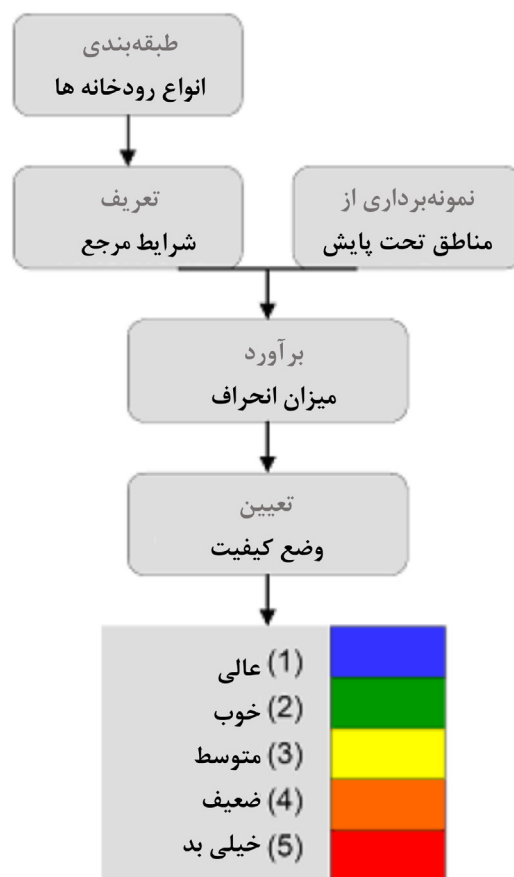 طبقه‌بندی
انواع رودخانه ها
تعریف
شرایط مرجع
نمونه‌برداری از
مناطق تحت پایش
برآورد
میزان انحراف
تعیین
وضع کیفیت
(1) عالی
(2) خوب
(3) متوسط
(4) ضعیف
(5) خیلی بد